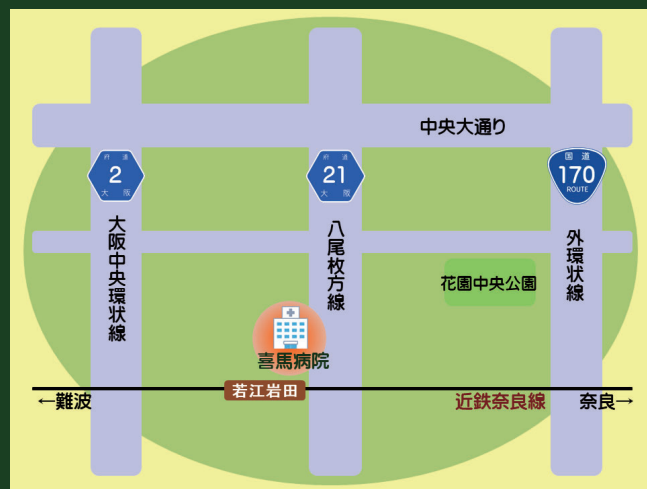 中央大通り
府道
2
大阪
府道
21
大阪
国道
170
ROUTE
大阪中央環状線
八尾枚方線
外環状線
花園中央公園
喜馬病院
若江岩田
←難波
近鉄奈良線
奈良→